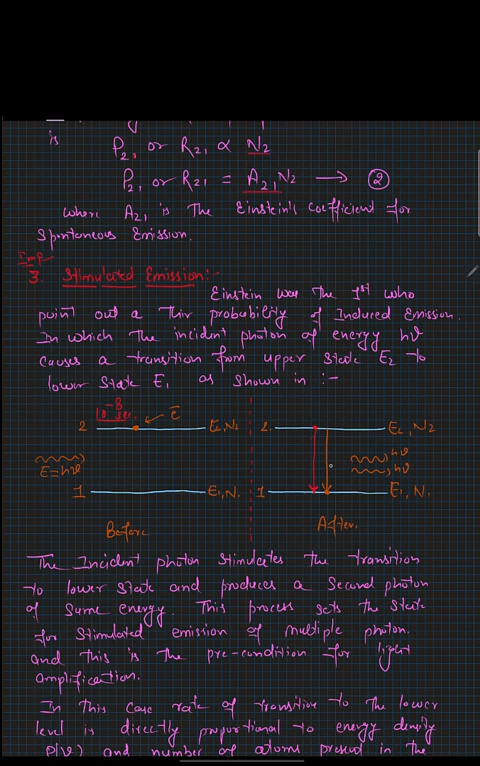 is P21 or R21 ∝ N2
P21 or R21 = A21 N2 → ②
where A21 is The Einstein's coefficient for
Spontaneous Emission.
Imp
3. Stimulated Emission:-
Einstein was The 1st who
point out a Thir probability of Induced Emission.
In which The incident photon of energy hν
causes a transition from upper State E2 to
lower State E1 as shown in :-
10^-8 sec. E
2 E2, N2 2 E2, N2
E=hν hν
hν
1 E1, N1 1 E1, N1
Before After
The Incident photon Stimulates the transition
to lower state and produces a Second photon
of Same energy. This process sets the State
for Stimulated emission of multiple photon.
and this is the pre-condition for light
amplification.
In this case rate of transition to the lower
level is directly proportional to energy density
P(ν) and number of atoms present in the